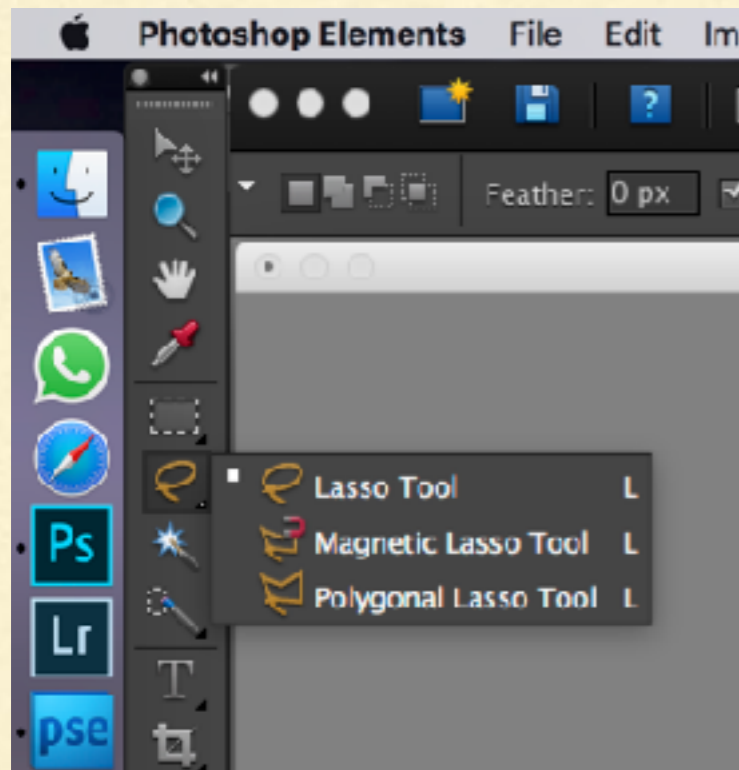 Photoshop Elements File Edit Im
?
Feather: 0 px
Lasso Tool L
Magnetic Lasso Tool L
Polygonal Lasso Tool L
Ps
Lr
T
pse